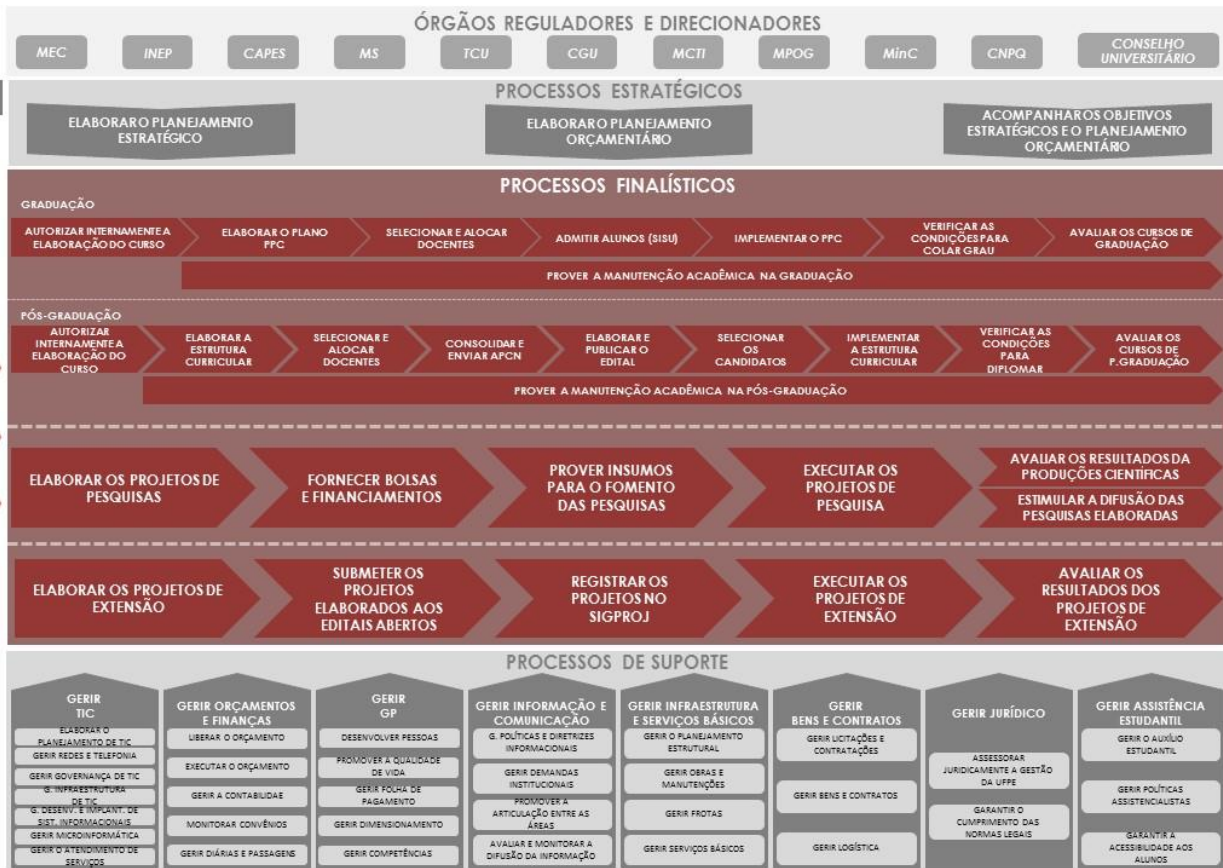 ÓRGÃOS REGULADORES E DIRECIONADORES
MEC
INEP
CAPES
MS
TCU
CGU
MCTI
MPOG
MinC
CNPQ
CONSELHO
UNIVERSITÁRIO
PROCESSOS ESTRATÉGICOS
ELABORAR O PLANEJAMENTO
ESTRATÉGICO
ELABORAR O PLANEJAMENTO
ORÇAMENTÁRIO
ACOMPANHAR OS OBJETIVOS
ESTRATÉGICOS E O PLANEJAMENTO
ORÇAMENTÁRIO
PROCESSOS FINALÍSTICOS
GRADUAÇÃO
AUTORIZAR INTERNAMENTE A
ELABORAÇÃO DO CURSO
ELABORAR O PLANO
PPC
SELECIONAR E ALOCAR
DOCENTES
ADMITIR ALUNOS (SISU)
IMPLEMENTAR O PPC
VERIFICAR AS
CONDIÇÕES PARA
COLAR GRAU
AVALIAR OS CURSOS DE
GRADUAÇÃO
PROVER A MANUTENÇÃO ACADÊMICA NA GRADUAÇÃO
PÓS-GRADUAÇÃO
AUTORIZAR
INTERNAMENTE A
ELABORAÇÃO DO
CURSO
ELABORAR A
ESTRUTURA
CURRICULAR
SELECIONAR E
ALOCAR
DOCENTES
CONSOLIDAR E
ENVIAR APCN
ELABORAR E
PUBLICAR O
EDITAL
SELECIONAR
OS
CANDIDATOS
IMPLEMENTAR
A ESTRUTURA
CURRICULAR
VERIFICAR AS
CONDIÇÕES
PARA
DIPLOMAR
AVALIAR OS
CURSOS DE
P.GRADUAÇÃO
PROVER A MANUTENÇÃO ACADÊMICA NA PÓS-GRADUAÇÃO
ELABORAR OS PROJETOS DE
PESQUISAS
FORNECER BOLSAS
E FINANCIAMENTOS
PROVER INSUMOS
PARA O FOMENTO
DAS PESQUISAS
EXECUTAR OS
PROJETOS DE
PESQUISA
AVALIAR OS RESULTADOS DA
PRODUÇÕES CIENTÍFICAS
ESTIMULAR A DIFUSÃO DAS
PESQUISAS ELABORADAS
ELABORAR OS PROJETOS DE
EXTENSÃO
SUBMETER OS
PROJETOS
ELABORADOS AOS
EDITAIS ABERTOS
REGISTRAR OS
PROJETOS NO
SIGPROJ
EXECUTAR OS
PROJETOS DE
EXTENSÃO
AVALIAR OS
RESULTADOS DOS
PROJETOS DE
EXTENSÃO
PROCESSOS DE SUPORTE
GERIR
TIC
ELABORAR O
PLANEJAMENTO DE TIC
GERIR REDES E TELEFONIA
GERIR GOVERNANÇA DE TIC
G. INFRAESTRUTURA
DE TIC
G. DESENV. E IMPLANT. DE
SIST. INFORMACIONAIS
GERIR MICROINFORMÁTICA
GERIR O ATENDIMENTO DE
SERVIÇOS
GERIR ORÇAMENTOS
E FINANÇAS
LIBERAR O ORÇAMENTO
EXECUTAR O ORÇAMENTO
GERIR A CONTABILIDAE
MONITORAR CONVÊNIOS
GERIR DIÁRIAS E PASSAGENS
GERIR
GP
DESENVOLVER PESSOAS
PROMOVER A QUALIDADE
DE VIDA
GERIR FOLHA DE
PAGAMENTO
GERIR DIMENSIONAMENTO
GERIR COMPETÊNCIAS
GERIR INFORMAÇÃO E
COMUNICAÇÃO
G. POLÍTICAS E DIRETRIZES
INFORMACIONAIS
GERIR DEMANDAS
INSTITUCIONAIS
PROMOVER A
ARTICULAÇÃO ENTRE AS
ÁREAS
AVALIAR E MONITORAR A
DIFUSÃO DA INFORMAÇÃO
GERIR INFRAESTRUTURA
E SERVIÇOS BÁSICOS
GERIR O PLANEJAMENTO
ESTRUTURAL
GERIR OBRAS E
MANUTENÇÕES
GERIR FROTAS
GERIR SERVIÇOS BÁSICOS
GERIR
BENS E CONTRATOS
GERIR LICITAÇÕES E
CONTRATAÇÕES
GERIR BENS E CONTRATOS
GERIR LOGÍSTICA
GERIR JURÍDICO
ASSESSORAR
JURIDICAMENTE A GESTÃO
DA UFPE
GARANTIR O
CUMPRIMENTO DAS
NORMAS LEGAIS
GERIR ASSISTÊNCIA
ESTUDANTIL
GERIR O AUXÍLIO
ESTUDANTIL
GERIR POLÍTICAS
ASSISTENCIALISTAS
GARANTIR A
ACESSIBILIDADE AOS
ALUNOS